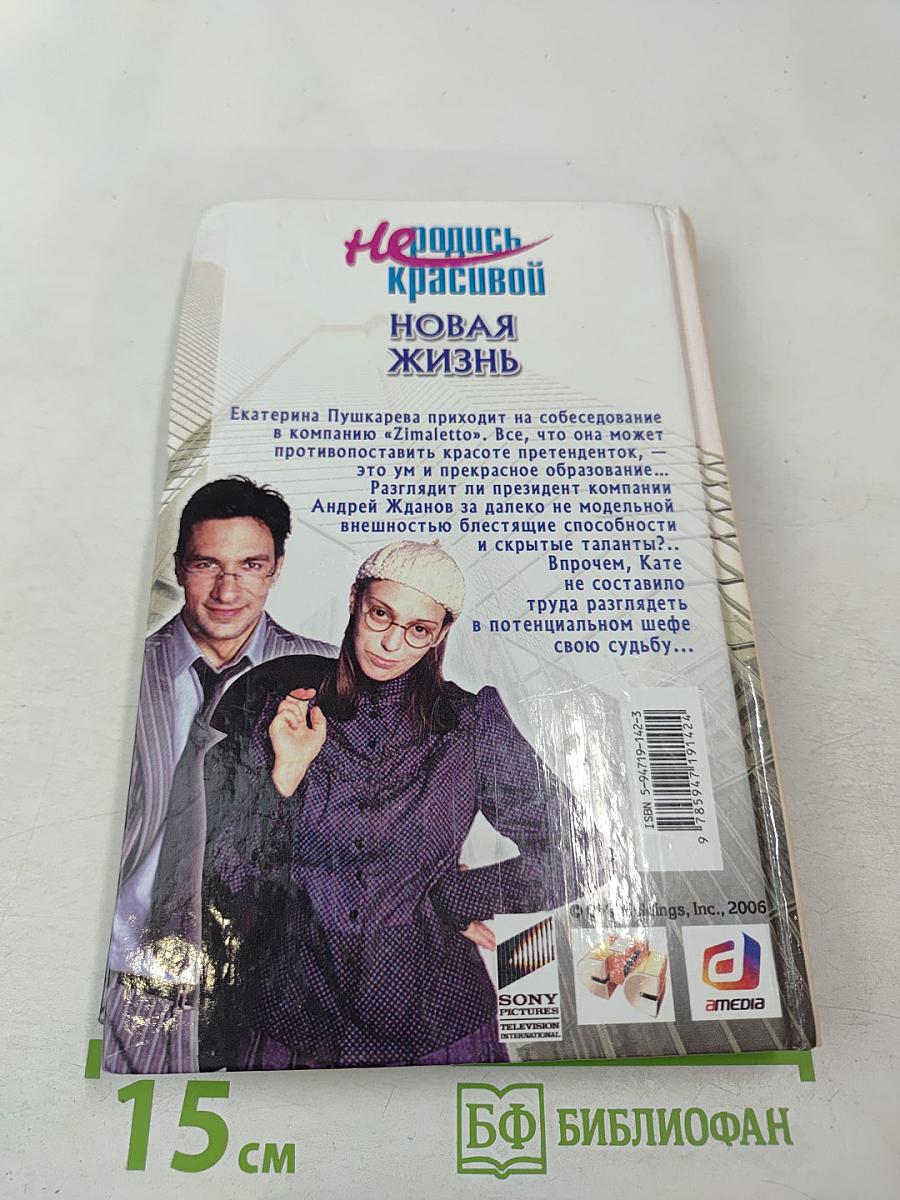 Не родись
красивой
НОВАЯ
ЖИЗНЬ
Екатерина Пушкарева приходит на собеседование
в компанию «Zimaletto». Все, что она может
противопоставить красоте претенденток, —
это ум и прекрасное образование...
Разглядит ли президент компании
Андрей Жданов за далеко не модельной
внешностью блестящие способности
и скрытые таланты?..
Впрочем, Кате
не составило
труда разглядеть
в потенциальном шефе
свою судьбу...
ISBN 5-94719-142-3
9 785947 191424
©
Inc., 2006
SONY
PICTURES
TELEVISION
INTERNATIONAL
aMEDIA
15 см
БФ БИБЛИОФАН